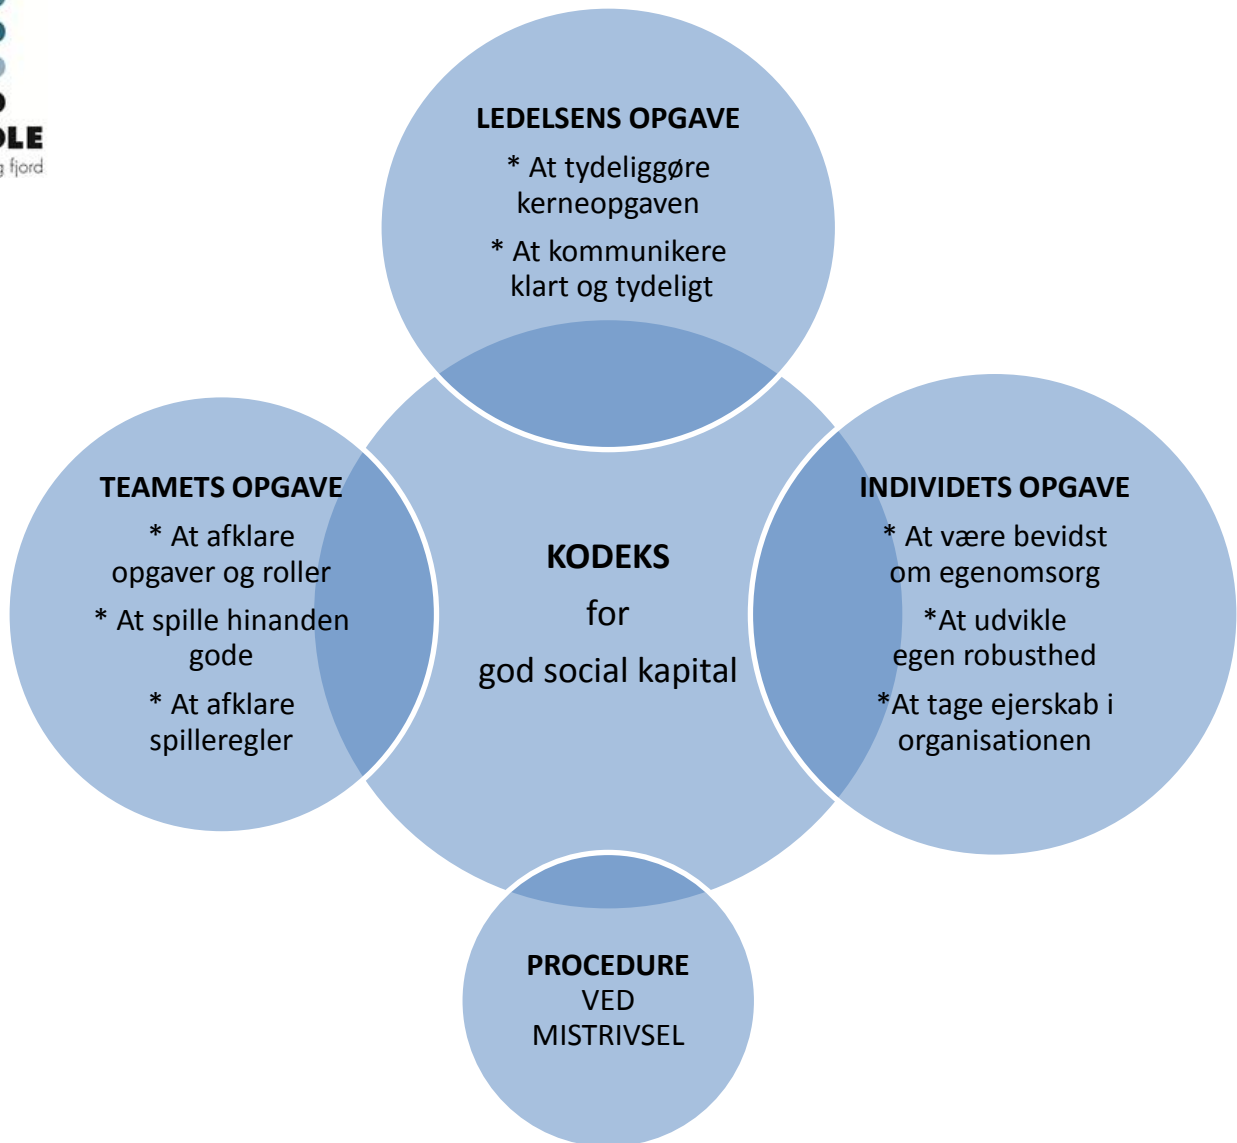 OLE
g fjord
LEDELSENS OPGAVE
* At tydeliggøre
kerneopgaven
* At kommunikere
klart og tydeligt
TEAMETS OPGAVE
* At afklare
opgaver og roller
* At spille hinanden
gode
* At afklare
spilleregler
KODEKS
for
god social kapital
INDIVIDETS OPGAVE
* At være bevidst
om egenomsorg
*At udvikle
egen robusthed
*At tage ejerskab i
organisationen
PROCEDURE
VED
MISTRIVSEL